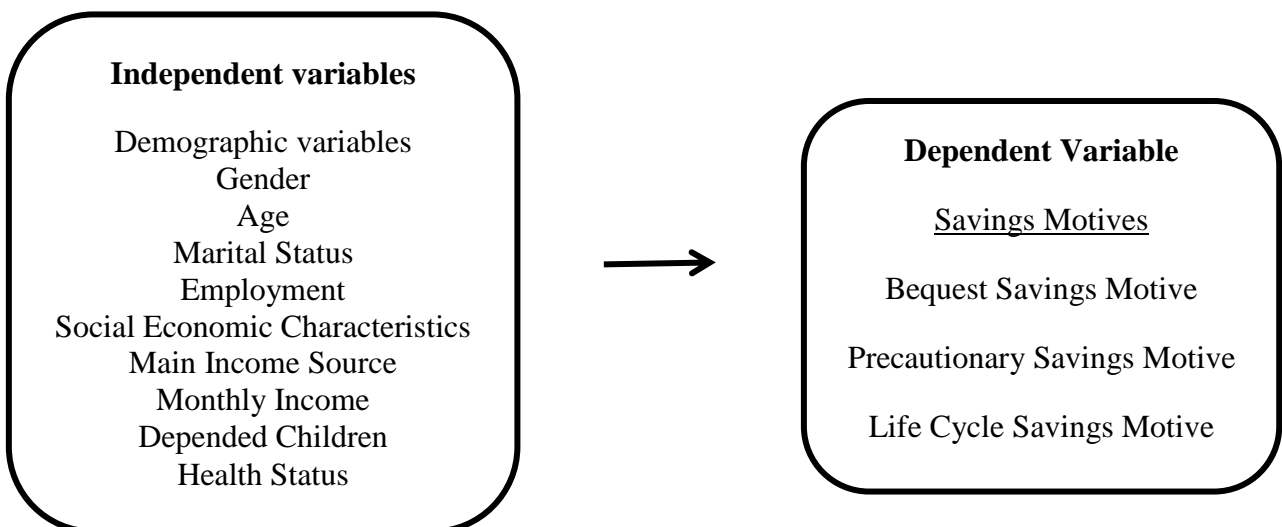 Independent variables
Demographic variables
Gender
Age
Marital Status
Employment
Social Economic Characteristics
Main Income Source
Monthly Income
Depended Children
Health Status
Dependent Variable
Savings Motives
Bequest Savings Motive
Precautionary Savings Motive
Life Cycle Savings Motive